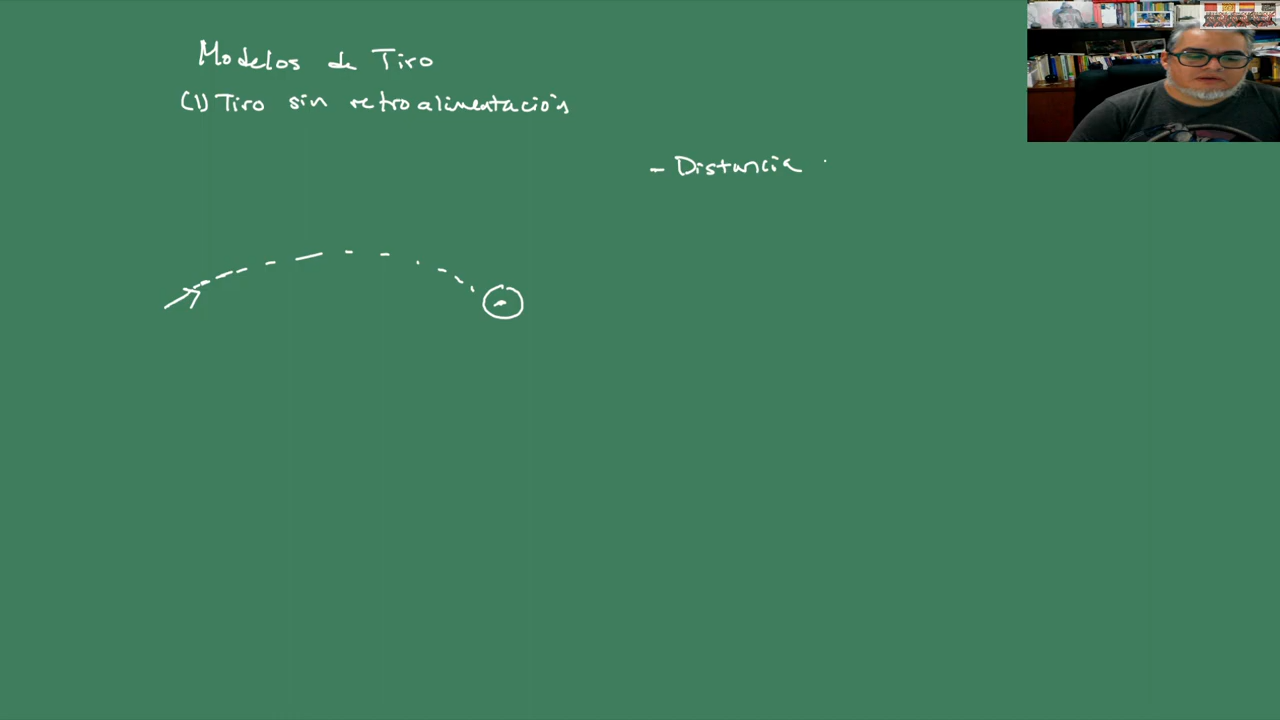 Modelos de Tiro
(1) Tiro sin retroalimentación
- Distancia